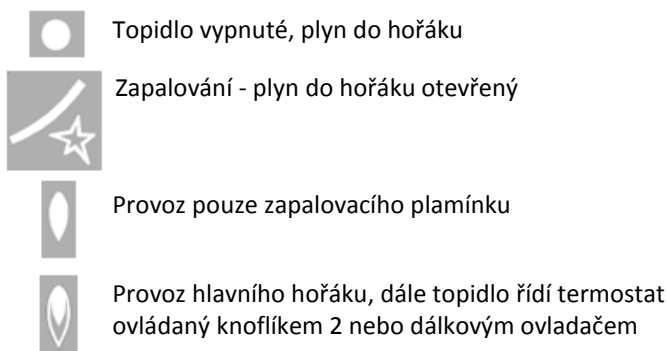 Topidlo vypnuté, plyn do hořáku
Zapalování - plyn do hořáku otevřený
Provoz pouze zapalovacího plamínku
Provoz hlavního hořáku, dále topidlo řídí termostat
ovládaný knoflíkem 2 nebo dálkovým ovladačem